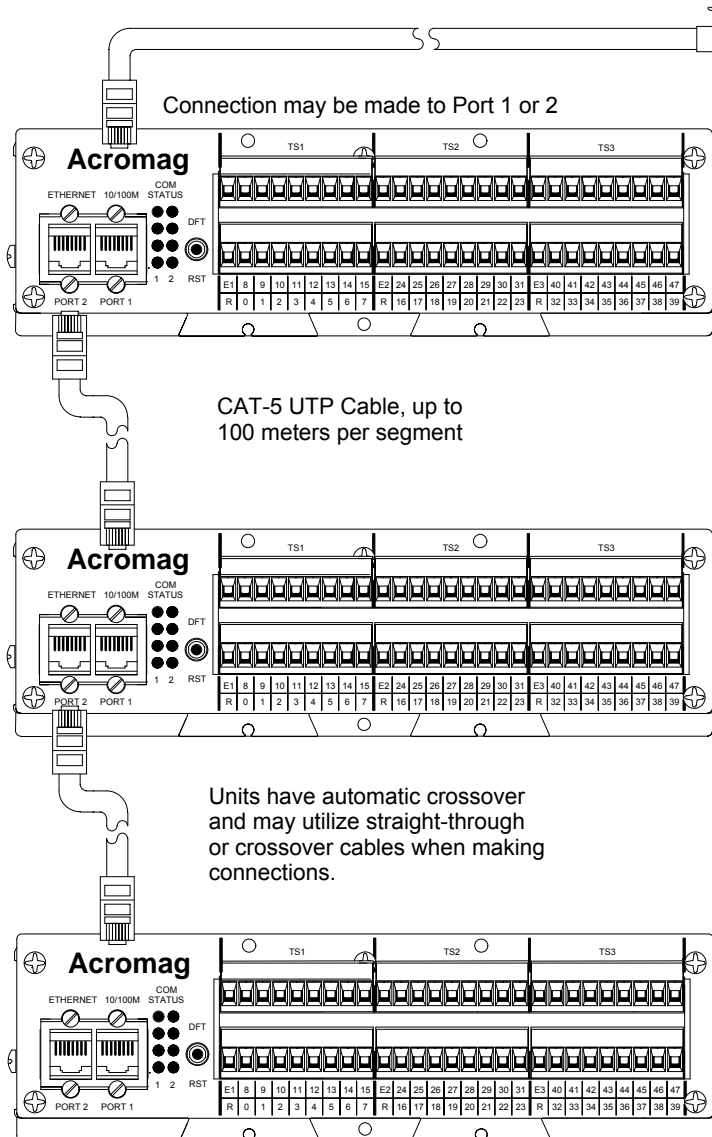 Connection may be made to Port 1 or 2
Acromag
TS1 TS2 TS3
COM
ETHERNET 10/100M STATUS
DFT
1 2 RST
PORT 2 PORT 1
E1 8 9 10 11 12 13 14 15 E2 24 25 26 27 28 29 30 31 E3 40 41 42 43 44 45 46 47
R 0 1 2 3 4 5 6 7 R 16 17 18 19 20 21 22 23 R 32 33 34 35 36 37 38 39
CAT-5 UTP Cable, up to
100 meters per segment
Acromag
TS1 TS2 TS3
COM
ETHERNET 10/100M STATUS
DFT
1 2 RST
PORT 2 PORT 1
E1 8 9 10 11 12 13 14 15 E2 24 25 26 27 28 29 30 31 E3 40 41 42 43 44 45 46 47
R 0 1 2 3 4 5 6 7 R 16 17 18 19 20 21 22 23 R 32 33 34 35 36 37 38 39
Units have automatic crossover
and may utilize straight-through
or crossover cables when making
connections.
Acromag
TS1 TS2 TS3
COM
ETHERNET 10/100M STATUS
DFT
1 2 RST
PORT 2 PORT 1
E1 8 9 10 11 12 13 14 15 E2 24 25 26 27 28 29 30 31 E3 40 41 42 43 44 45 46 47
R 0 1 2 3 4 5 6 7 R 16 17 18 19 20 21 22 23 R 32 33 34 35 36 37 38 39